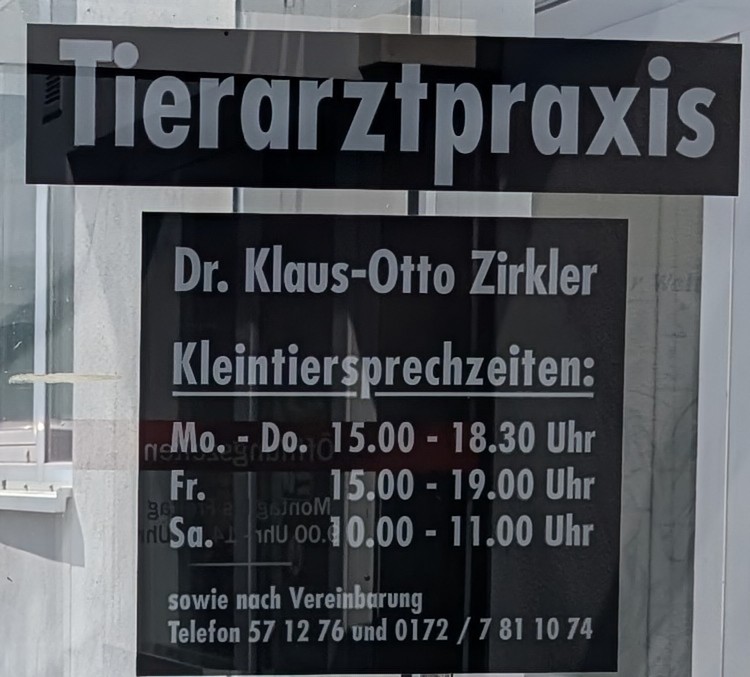 Tierarztpraxis
Dr. Klaus-Otto Zirkler
Kleintiersprechzeiten:
Mo. - Do. 15.00 - 18.30 Uhr
Fr. 15.00 - 19.00 Uhr
Sa. 10.00 - 11.00 Uhr
sowie nach Vereinbarung
Telefon 57 12 76 und 0172 / 7 81 10 74